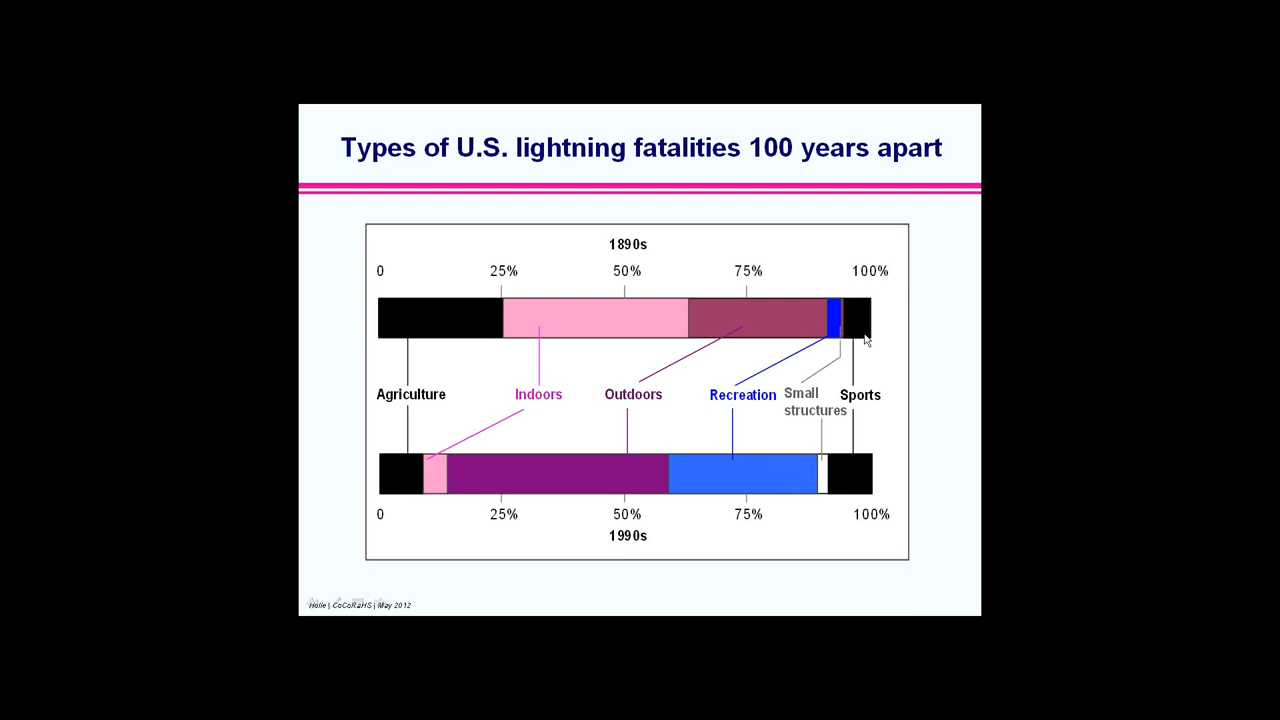 Types of U.S. lightning fatalities 100 years apart
1890s
0 25% 50% 75% 100%
Agriculture Indoors Outdoors Recreation Small structures Sports
0 25% 50% 75% 100%
1990s
Holle | CoCoRaHS | May 2012